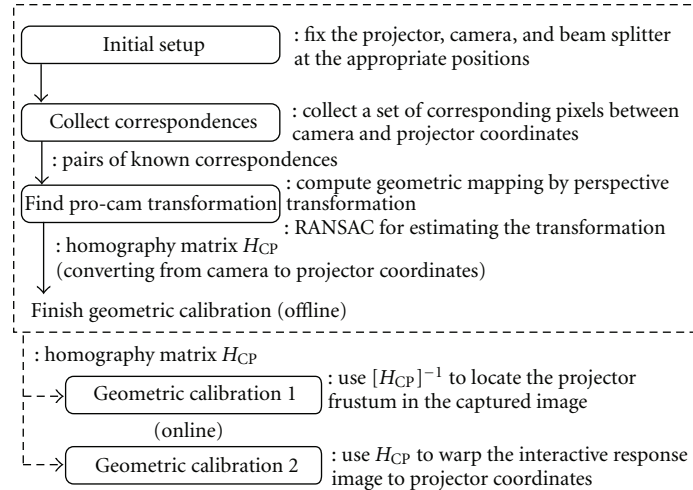 Initial setup
: fix the projector, camera, and beam splitter
at the appropriate positions
Collect correspondences
: collect a set of corresponding pixels between
camera and projector coordinates
: pairs of known correspondences
Find pro-cam transformation
: compute geometric mapping by perspective
transformation
: RANSAC for estimating the transformation
: homography matrix H_CP
(converting from camera to projector coordinates)
Finish geometric calibration (offline)
: homography matrix H_CP
Geometric calibration 1
: use [H_CP]^−1 to locate the projector
frustum in the captured image
(online)
Geometric calibration 2
: use H_CP to warp the interactive response
image to projector coordinates